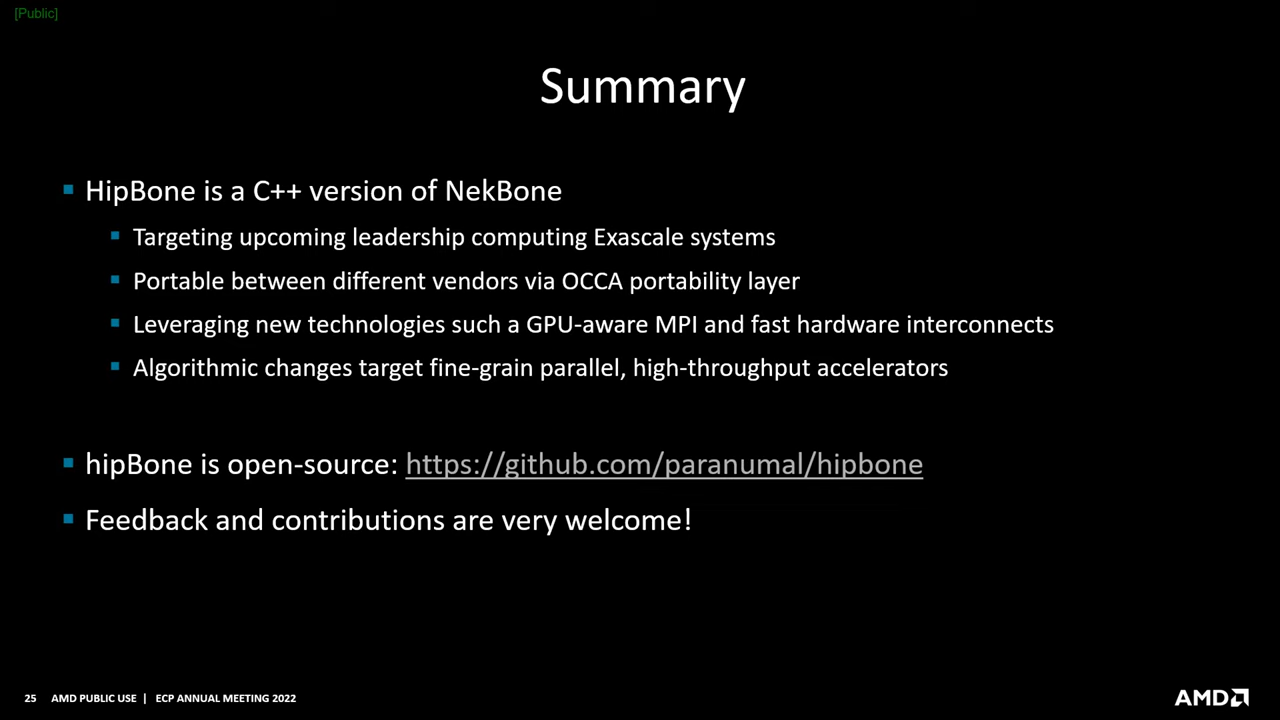 [Public]
Summary
HipBone is a C++ version of NekBone
Targeting upcoming leadership computing Exascale systems
Portable between different vendors via OCCA portability layer
Leveraging new technologies such a GPU-aware MPI and fast hardware interconnects
Algorithmic changes target fine-grain parallel, high-throughput accelerators
hipBone is open-source: https://github.com/paranumal/hipbone
Feedback and contributions are very welcome!
25 AMD PUBLIC USE | ECP ANNUAL MEETING 2022
AMD